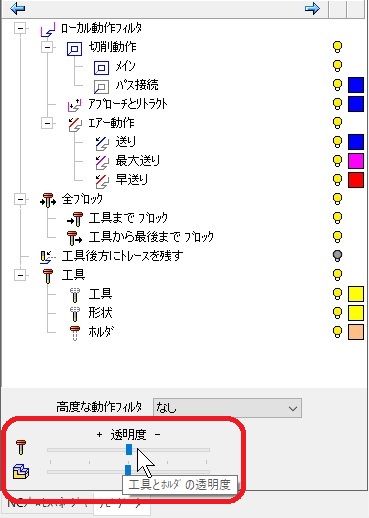 ローカル動作フィルタ
切削動作
メイン
パス接続
アプローチとリトラクト
エアー動作
送り
最大送り
早送り
全ブロック
工具まで ブロック
工具から最後まで ブロック
工具後方にトレースを残す
工具
工具
形状
ホルダ
高度な動作フィルタ なし
+ 透明度 -
工具とホルダの透明度